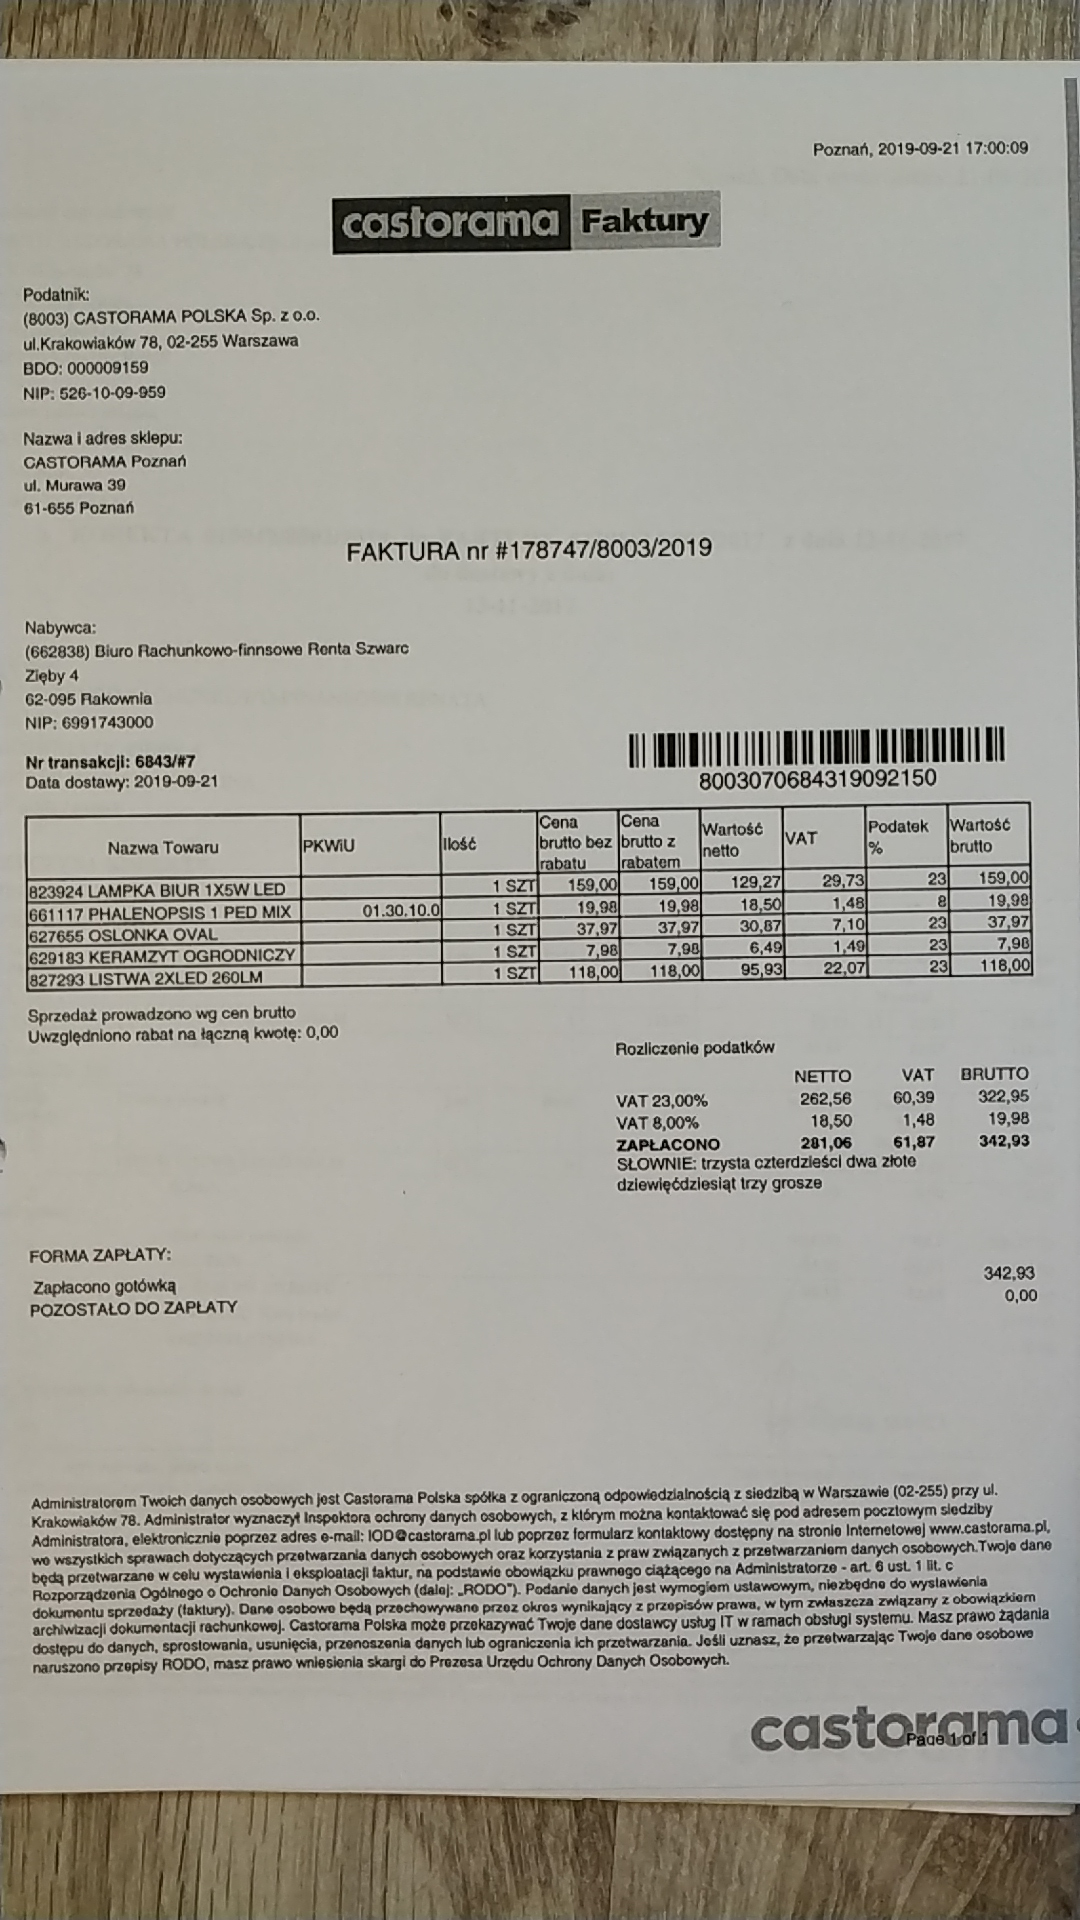 Poznań, 2019-09-21 17:00:09
castorama Faktury
Podatnik:
(8003) CASTORAMA POLSKA Sp. z o.o.
ul.Krakowiaków 78, 02-255 Warszawa
BDO: 000009159
NIP: 526-10-09-959
Nazwa i adres sklepu:
CASTORAMA Poznań
ul. Murawa 39
61-655 Poznań
FAKTURA nr #178747/8003/2019
Nabywca:
(662838) Biuro Rachunkowo-finnsowe Renta Szwarc
Zięby 4
62-095 Rakownia
NIP: 6991743000
Nr transakcji: 6843/#7
Data dostawy: 2019-09-21
8003070684319092150
Nazwa Towaru PKWiU Ilość Cena brutto bez rabatu Cena brutto z rabatem Wartość netto VAT Podatek % Wartość brutto
823924 LAMPKA BIUR 1X5W LED 1 SZT 159,00 159,00 129,27 29,73 23 159,00
661117 PHALENOPSIS 1 PED MIX 01.30.10.0 1 SZT 19,98 19,98 18,50 1,48 8 19,98
627655 OSLONKA OVAL 1 SZT 37,97 37,97 30,87 7,10 23 37,97
629183 KERAMZYT OGRODNICZY 1 SZT 7,98 7,98 6,49 1,49 23 7,98
827293 LISTWA 2XLED 260LM 1 SZT 118,00 118,00 95,93 22,07 23 118,00
Sprzedaż prowadzono wg cen brutto
Uwzględniono rabat na łączną kwotę: 0,00
Rozliczenie podatków
NETTO VAT BRUTTO
VAT 23,00% 262,56 60,39 322,95
VAT 8,00% 18,50 1,48 19,98
ZAPŁACONO 281,06 61,87 342,93
SŁOWNIE: trzysta czterdzieści dwa złote
dziewięćdziesiąt trzy grosze
FORMA ZAPŁATY:
Zapłacono gotówką 342,93
POZOSTAŁO DO ZAPŁATY 0,00
Administratorem Twoich danych osobowych jest Castorama Polska spółka z ograniczoną odpowiedzialnością z siedzibą w Warszawie (02-255) przy ul.
Krakowiaków 78. Administrator wyznaczył Inspektora ochrony danych osobowych, z którym można kontaktować się pod adresem pocztowym siedziby
Administratora, elektronicznie poprzez adres e-mail: IOD@castorama.pl lub poprzez formularz kontaktowy dostępny na stronie Internetowej www.castorama.pl,
we wszystkich sprawach dotyczących przetwarzania danych osobowych oraz korzystania z praw związanych z przetwarzaniem danych osobowych.Twoje dane
będą przetwarzane w celu wystawienia i eksploatacji faktur, na podstawie obowiązku prawnego ciążącego na Administratorze - art. 6 ust. 1 lit. c
Rozporządzenia Ogólnego o Ochronie Danych Osobowych (dalej: „RODO"). Podanie danych jest wymogiem ustawowym, niezbędne do wystawienia
dokumentu sprzedaży (faktury). Dane osobowe będą przechowywane przez okres wynikający z przepisów prawa, w tym zwłaszcza związany z obowiązkiem
archiwizacji dokumentacji rachunkowej. Castorama Polska może przekazywać Twoje dane dostawcy usług IT w ramach obsługi systemu. Masz prawo żądania
dostępu do danych, sprostowania, usunięcia, przenoszenia danych lub ograniczenia ich przetwarzania. Jeśli uznasz, że przetwarzając Twoje dane osobowe
naruszono przepisy RODO, masz prawo wniesienia skargi do Prezesa Urzędu Ochrony Danych Osobowych.
castorama
Page 1 of 1